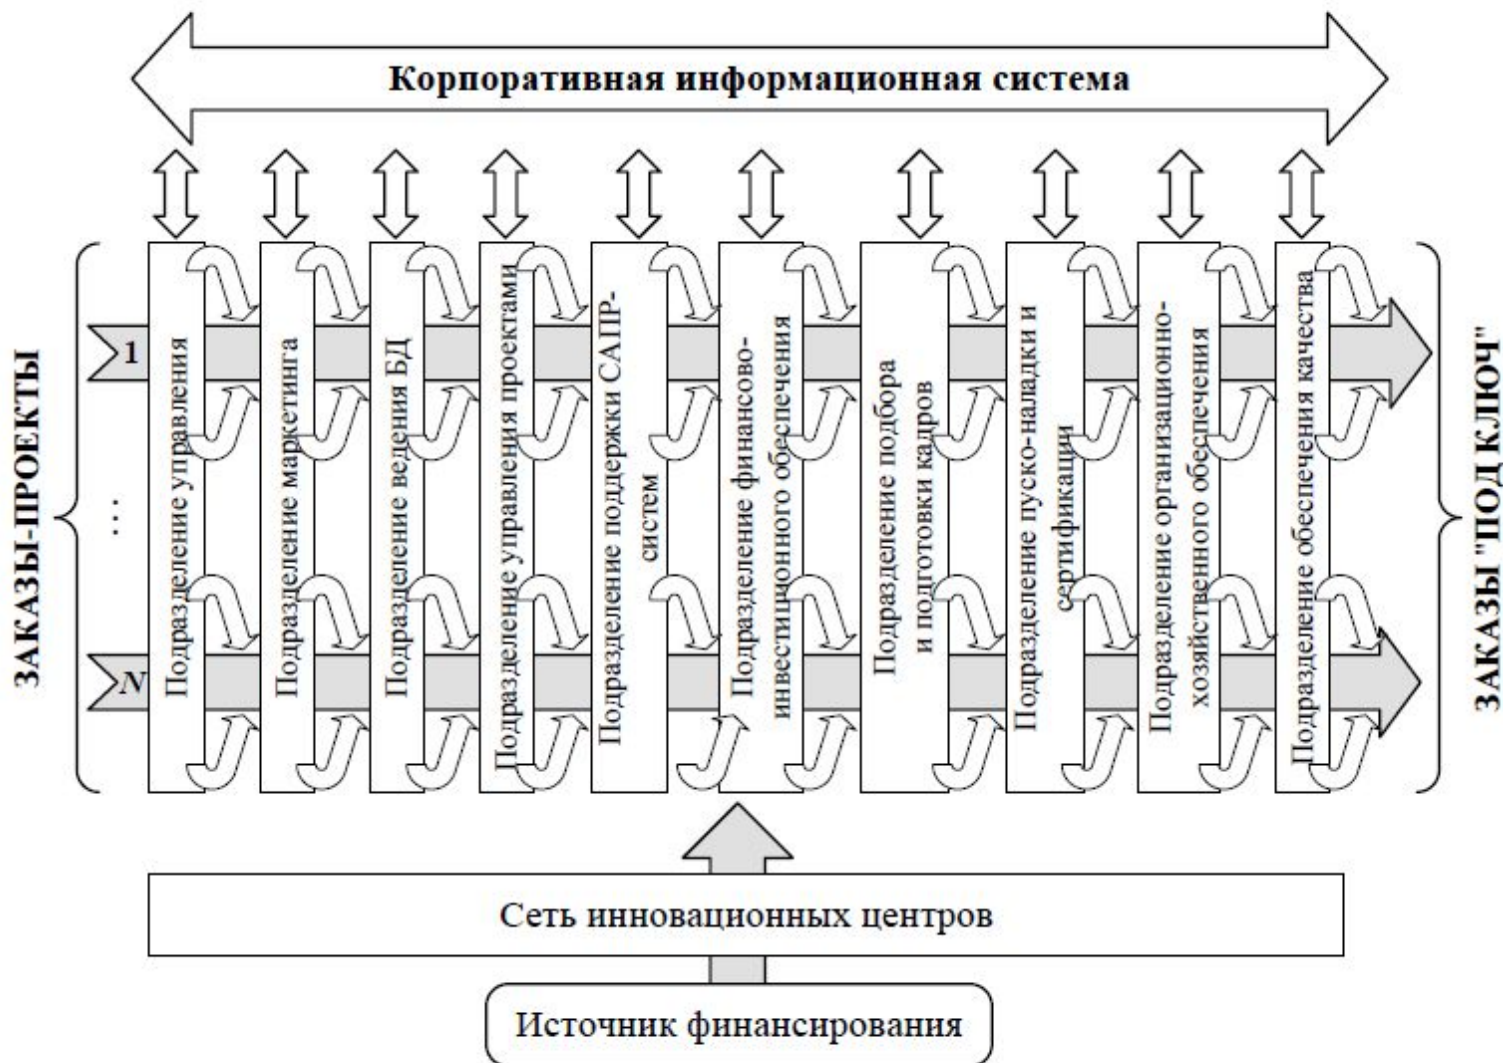 Корпоративная информационная система
ЗАКАЗЫ-ПРОЕКТЫ
1
...
N
Подразделение управления
Подразделение маркетинга
Подразделение ведения БД
Подразделение управления проектами
Подразделение поддержки САПР-
систем
Подразделение финансово-
инвестиционного обеспечения
Подразделение подбора
и подготовки кадров
Подразделение пуско-наладки и
сертификации
Подразделение организационно-
хозяйственного обеспечения
Подразделение обеспечения качества
ЗАКАЗЫ "ПОД КЛЮЧ"
Сеть инновационных центров
Источник финансирования